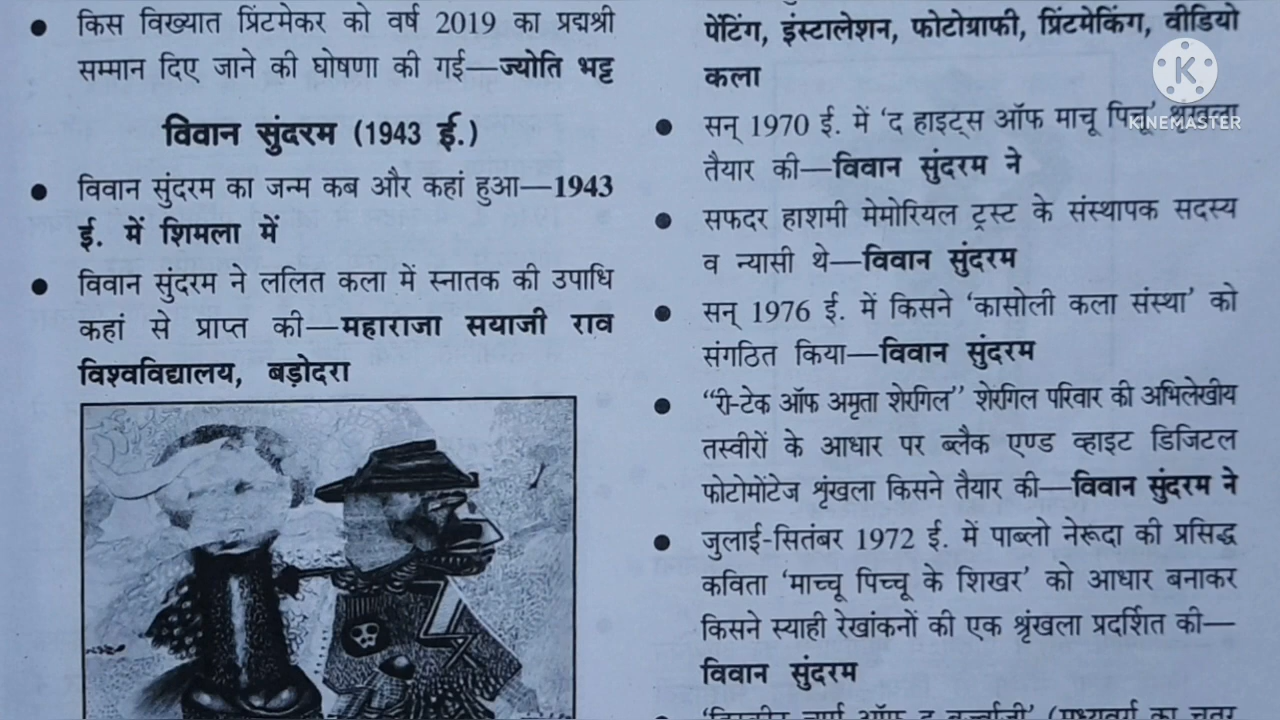 किस विख्यात प्रिंटमेकर को वर्ष 2019 का प्रद्मश्री
सम्मान दिए जाने की घोषणा की गई—ज्योति भट्ट
विवान सुंदरम (1943 ई.)
विवान सुंदरम का जन्म कब और कहां हुआ—1943
ई. में शिमला में
विवान सुंदरम ने ललित कला में स्नातक की उपाधि
कहां से प्राप्त की—महाराजा सयाजी राव
विश्वविद्यालय, बड़ोदरा
पेंटिंग, इंस्टालेशन, फोटोग्राफी, प्रिंटमेकिंग, वीडियो
कला
सन् 1970 ई. में ‘द हाइट्स ऑफ माचू पिचू’
तैयार की—विवान सुंदरम ने
सफदर हाशमी मेमोरियल ट्रस्ट के संस्थापक सदस्य
व न्यासी थे—विवान सुंदरम
सन् 1976 ई. में किसने ‘कासोली कला संस्था’ को
संगठित किया—विवान सुंदरम
“री-टेक ऑफ अमृता शेरगिल” शेरगिल परिवार की अभिलेखीय
तस्वीरों के आधार पर ब्लैक एण्ड व्हाइट डिजिटल
फोटोमोंटेज श्रृंखला किसने तैयार की—विवान सुंदरम ने
जुलाई-सितंबर 1972 ई. में पाब्लो नेरूदा की प्रसिद्ध
कविता ‘माच्चू पिच्चू के शिखर’ को आधार बनाकर
किसने स्याही रेखांकनों की एक श्रृंखला प्रदर्शित की—
विवान सुंदरम
K
KINEMASTER